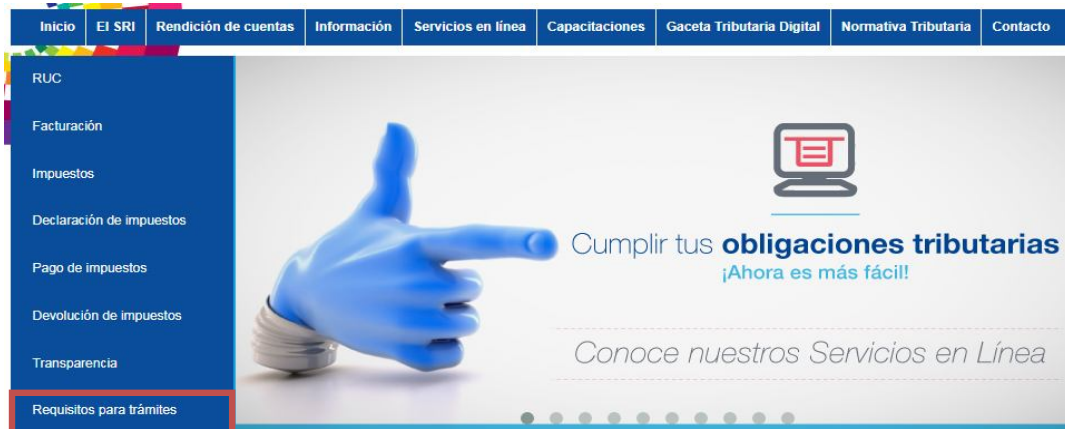 Inicio
El SRI
Rendición de cuentas
Información
Servicios en línea
Capacitaciones
Gaceta Tributaria Digital
Normativa Tributaria
Contacto
RUC
Facturación
Impuestos
Declaración de impuestos
Pago de impuestos
Devolución de impuestos
Transparencia
Requisitos para trámites
Cumplir tus obligaciones tributarias
¡Ahora es más fácil!
Conoce nuestros Servicios en Línea